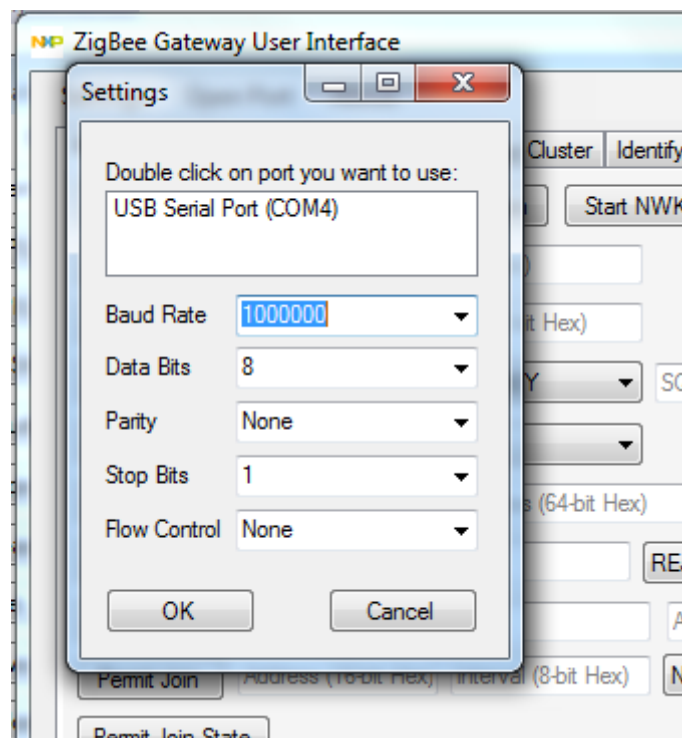 NXP ZigBee Gateway User Interface
Settings
Cluster Identify
Double click on port you want to use:
USB Serial Port (COM4)
Start NWK
Baud Rate 1000000
it Hex)
Data Bits 8
Parity None
Stop Bits 1
(64-bit Hex)
Flow Control None
OK Cancel
Permit Join Address (16-bit Hex) Interval (8-bit Hex)
Permit Join State